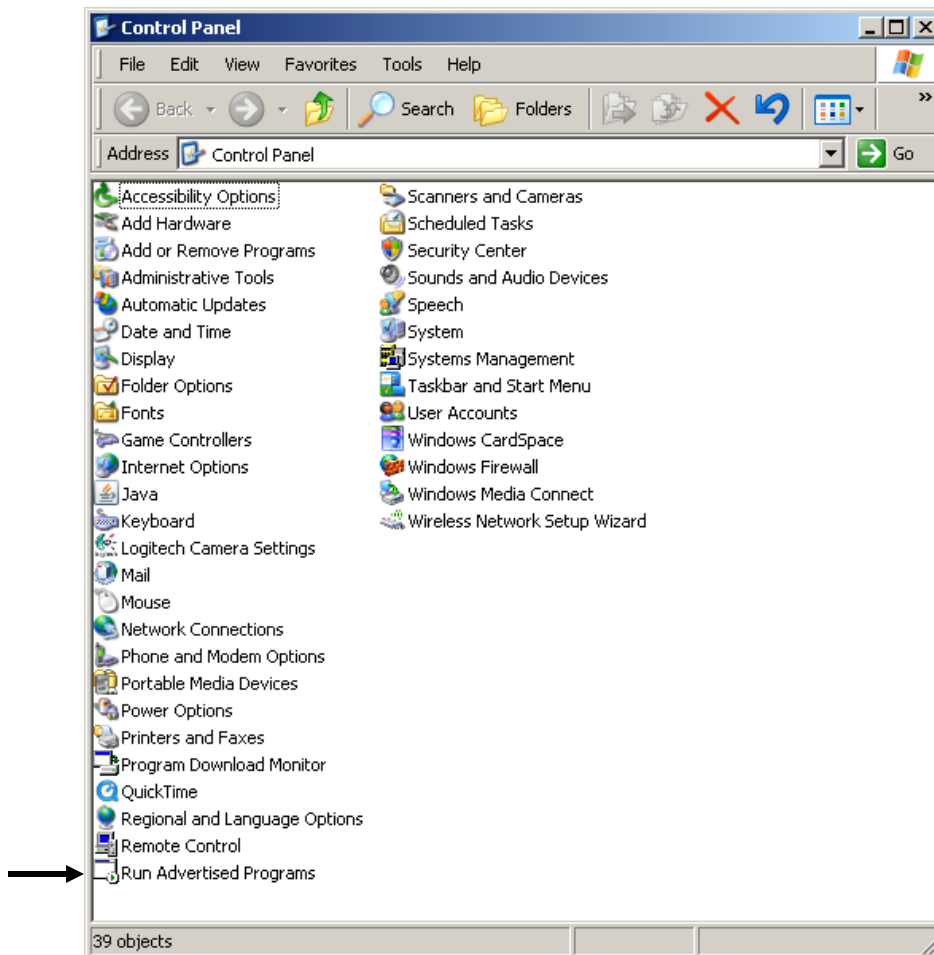 Control Panel
File Edit View Favorites Tools Help
Back Search Folders »
Address Control Panel Go
Accessibility Options
Add Hardware
Add or Remove Programs
Administrative Tools
Automatic Updates
Date and Time
Display
Folder Options
Fonts
Game Controllers
Internet Options
Java
Keyboard
Logitech Camera Settings
Mail
Mouse
Network Connections
Phone and Modem Options
Portable Media Devices
Power Options
Printers and Faxes
Program Download Monitor
QuickTime
Regional and Language Options
Remote Control
Run Advertised Programs
Scanners and Cameras
Scheduled Tasks
Security Center
Sounds and Audio Devices
Speech
System
Systems Management
Taskbar and Start Menu
User Accounts
Windows CardSpace
Windows Firewall
Windows Media Connect
Wireless Network Setup Wizard
39 objects